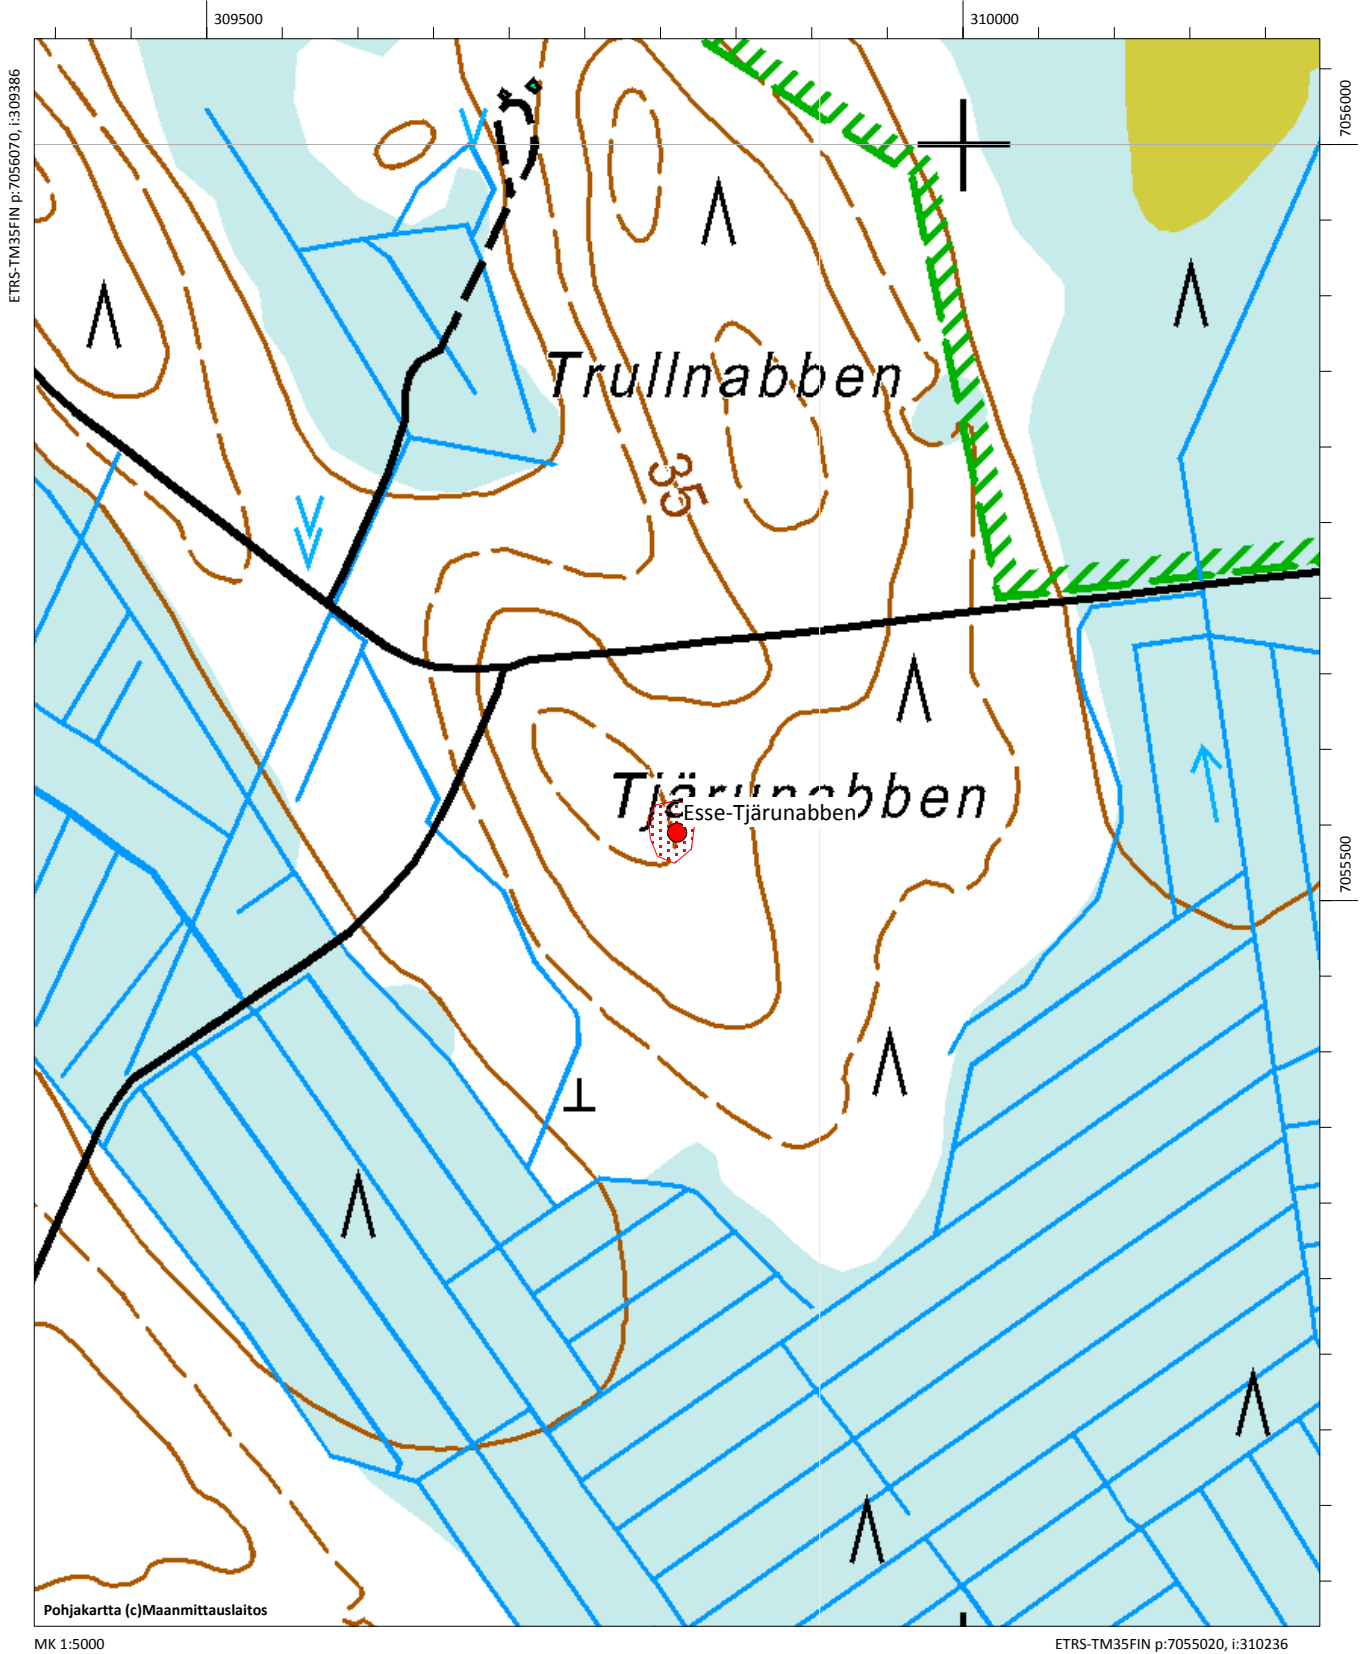 309500
310000
ETRS-TM35FIN p:7056070, i:309386
7056000
Trullnabben
35
Tjärunabben
Esse-Tjärunabben
7055500
Pohjakartta (c)Maanmittauslaitos
MK 1:5000
ETRS-TM35FIN p:7055020, i:310236